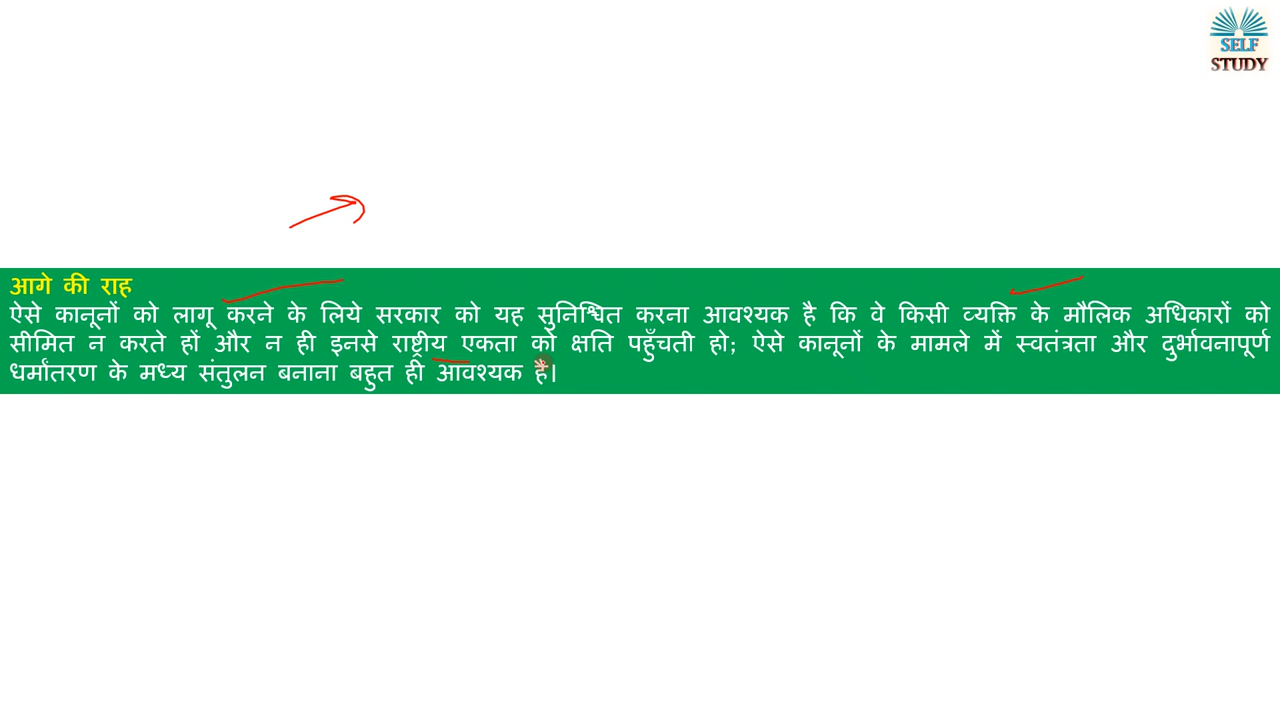 SELF
STUDY
आगे की राह
ऐसे कानूनों को लागू करने के लिये सरकार को यह सुनिश्चित करना आवश्यक है कि वे किसी व्यक्ति के मौलिक अधिकारों को
सीमित न करते हों और न ही इनसे राष्ट्रीय एकता को क्षति पहुँचती हो; ऐसे कानूनों के मामले में स्वतंत्रता और दुर्भावनापूर्ण
धर्मांतरण के मध्य संतुलन बनाना बहुत ही आवश्यक है।